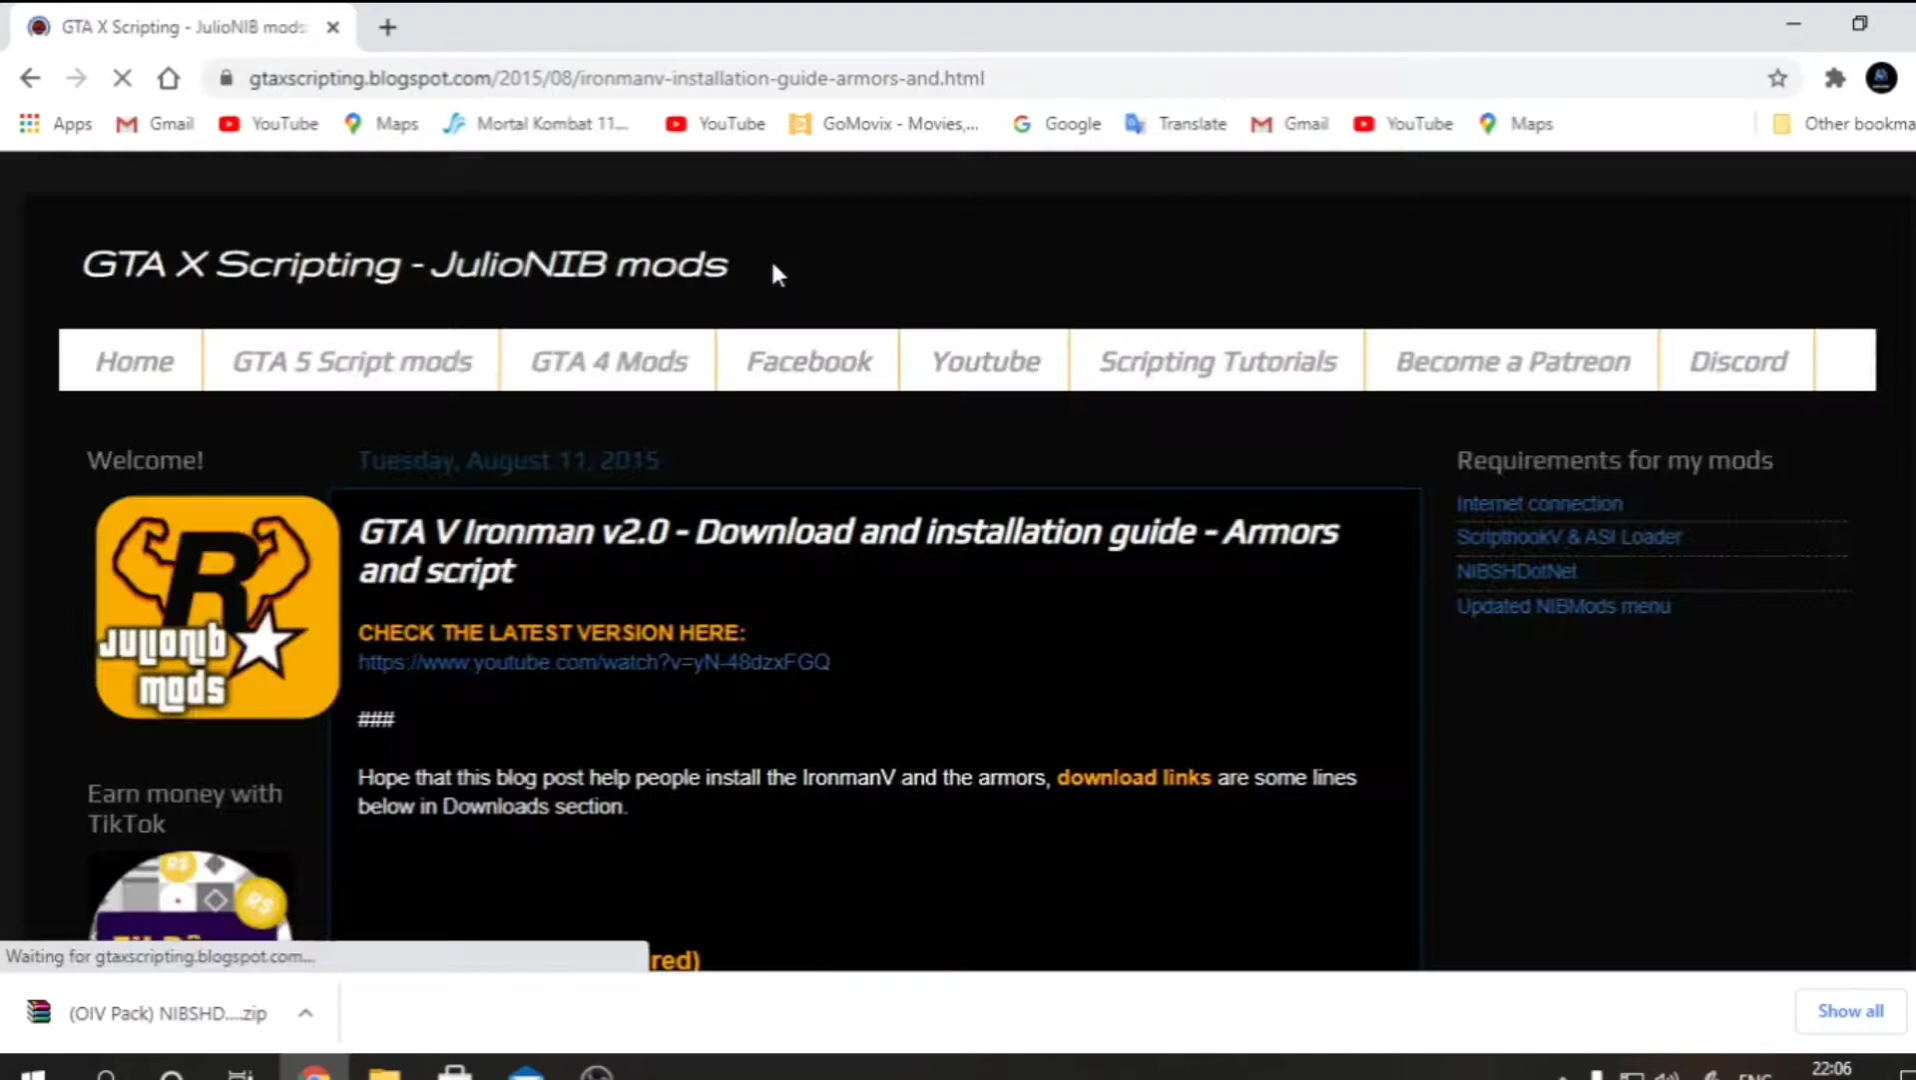 GTA X Scripting - JulioNIB mods
gtaxscripting.blogspot.com/2015/08/ironmanv-installation-guide-armors-and.html
Apps Gmail YouTube Maps Mortal Kombat 11... YouTube GoMovix - Movies,... Google Translate Gmail YouTube Maps Other bookma
GTA X Scripting - JulioNIB mods
Home GTA 5 Script mods GTA 4 Mods Facebook Youtube Scripting Tutorials Become a Patreon Discord
Welcome!
R
JulioNIB
mods
Earn money with
TikTok
R$
R$
Tuesday, August 11, 2015
GTA V Ironman v2.0 - Download and installation guide - Armors
and script
CHECK THE LATEST VERSION HERE:
https://www.youtube.com/watch?v=yN-48dzxFGQ
###
Hope that this blog post help people install the IronmanV and the armors, download links are some lines
below in Downloads section.
red)
Requirements for my mods
Internet connection
ScripthookV & ASI Loader
NIBSHDotNet
Updated NIBMods menu
Waiting for gtaxscripting.blogspot.com...
(OIV Pack) NIBSHD....zip
Show all
ENG
22:06